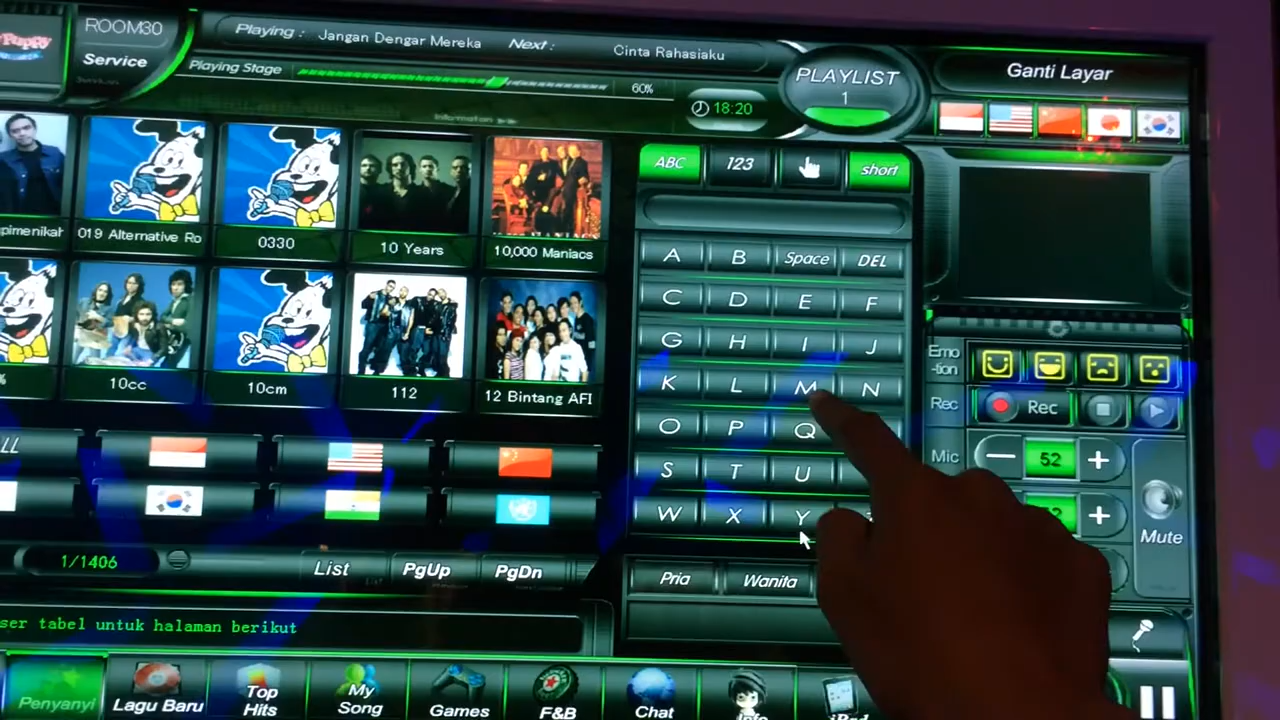 Puppy
ROOM30
Service
Playing : Jangan Dengar Mereka Next : Cinta Rahasiaku
Playing Stage 60%
18:20
PLAYLIST
1
Ganti Layar
ABC 123 short
019 Alternative Ro
0330
10 Years
10,000 Maniacs
10cc
10cm
112
12 Bintang AFI
A B Space DEL
C D E F
G H I J
K L M N
O P Q
S T U
W X Y
Pria Wanita
Emo
-tion
Rec Rec
Mic 52
Mute
1/1406 List PgUp PgDn
ser tabel untuk halaman berikut
Penyanyi
Lagu Baru
Top
Hits
My
Song
Games
F&B
Chat